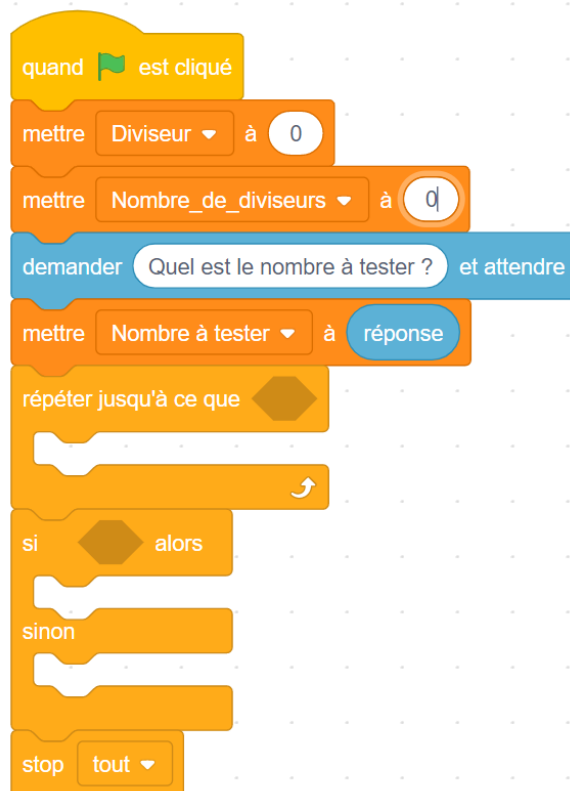 quand est cliqué
mettre Diviseur à 0
mettre Nombre_de_diviseurs à 0
demander Quel est le nombre à tester ? et attendre
mettre Nombre à tester à réponse
répéter jusqu'à ce que
si alors
sinon
stop tout